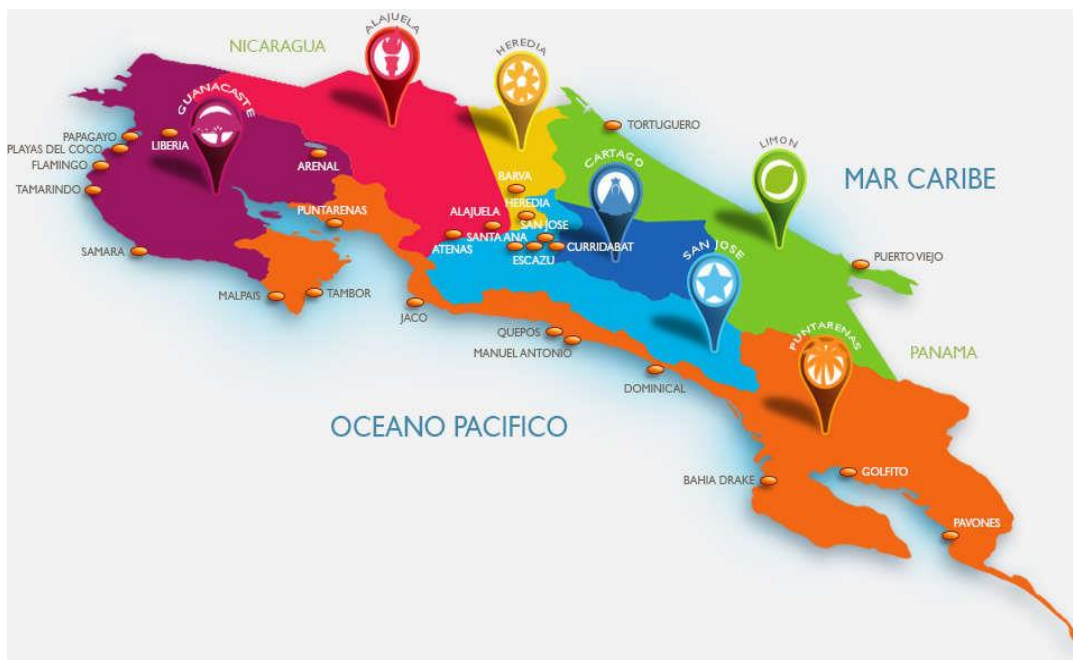 ALAJUELA
NICARAGUA
HEREDIA
GUANACASTE
PAPAGAYO
LIBERIA
TORTUGUERO
PLAYAS DEL COCO
CARTAGO
LIMON
FLAMINGO
ARENAL
MAR CARIBE
BARVA
TAMARINDO
HEREDIA
PUNTARENAS
ALAJUELA
SAN JOSE
SANTA ANA
SAMARA
ATENAS
ESCAZU
CURRIDABAT
SAN JOSE
PUERTO VIEJO
MALPAIS
TAMBOR
JACO
QUEPOS
PUNTARENAS
MANUEL ANTONIO
PANAMA
DOMINICAL
OCEANO PACIFICO
GOLFITO
BAHIA DRAKE
PAVONES